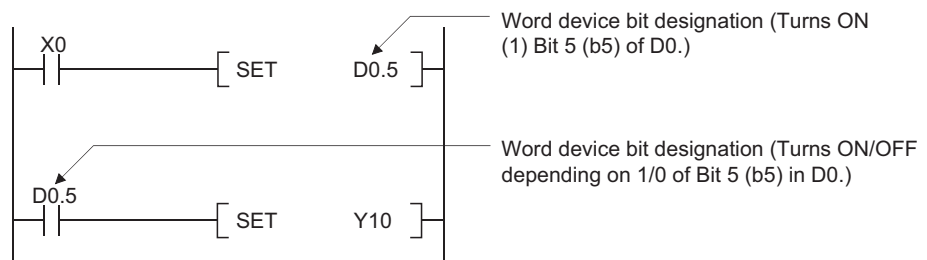 Word device bit designation (Turns ON
(1) Bit 5 (b5) of D0.)
X0
SET D0.5
Word device bit designation (Turns ON/OFF
depending on 1/0 of Bit 5 (b5) in D0.)
D0.5
SET Y10